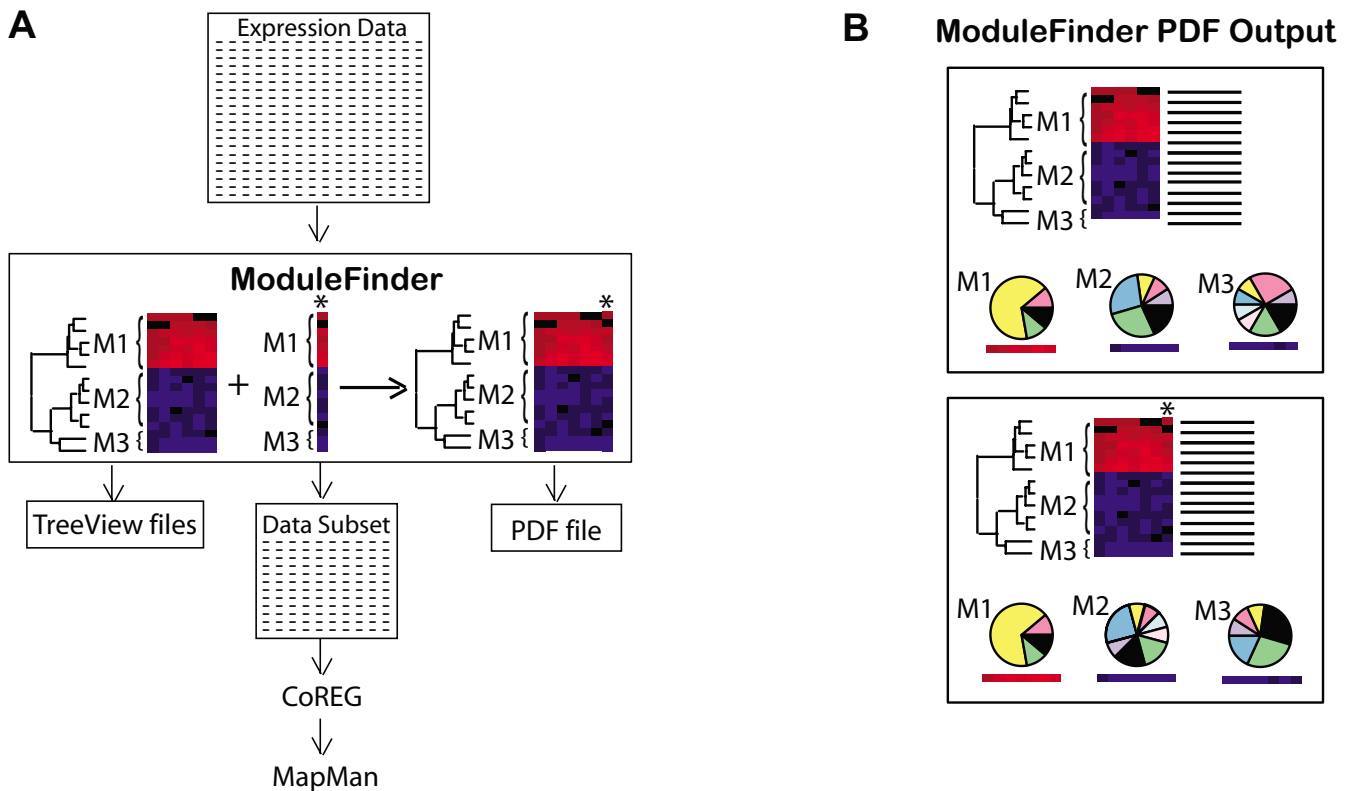 A
Expression Data
ModuleFinder
*
*
M1
M2
M3
+
M1
M2
M3
M1
M2
M3
TreeView files
Data Subset
PDF file
CoREG
MapMan
B
ModuleFinder PDF Output
M1
M2
M3
M1
M2
M3
*
M1
M2
M3
M1
M2
M3